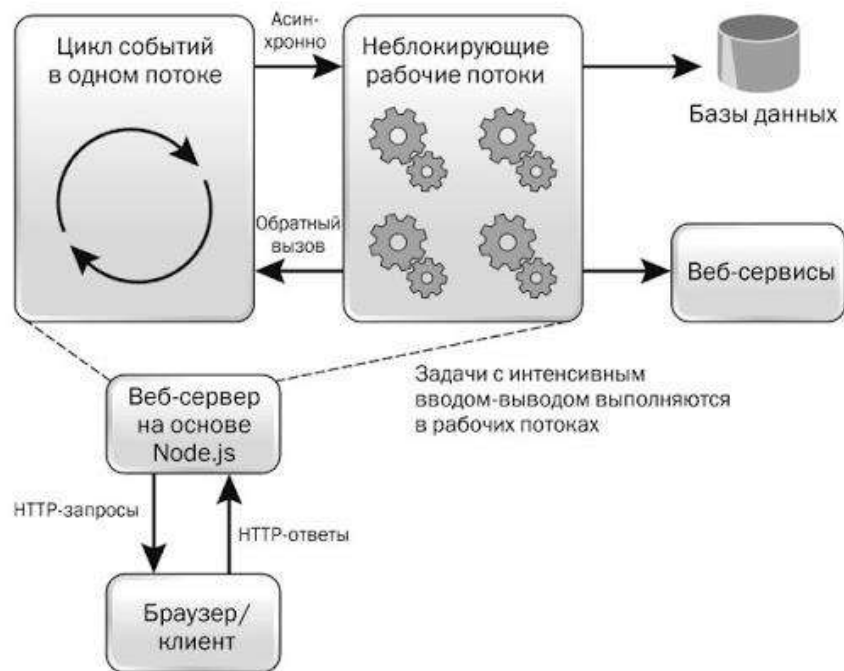 Цикл событий
в одном потоке
Асин-
хронно
Неблокирующие
рабочие потоки
Базы данных
Обратный
вызов
Веб-сервисы
Задачи с интенсивным
вводом-выводом выполняются
в рабочих потоках
Веб-сервер
на основе
Node.js
HTTP-запросы
HTTP-ответы
Браузер/
клиент